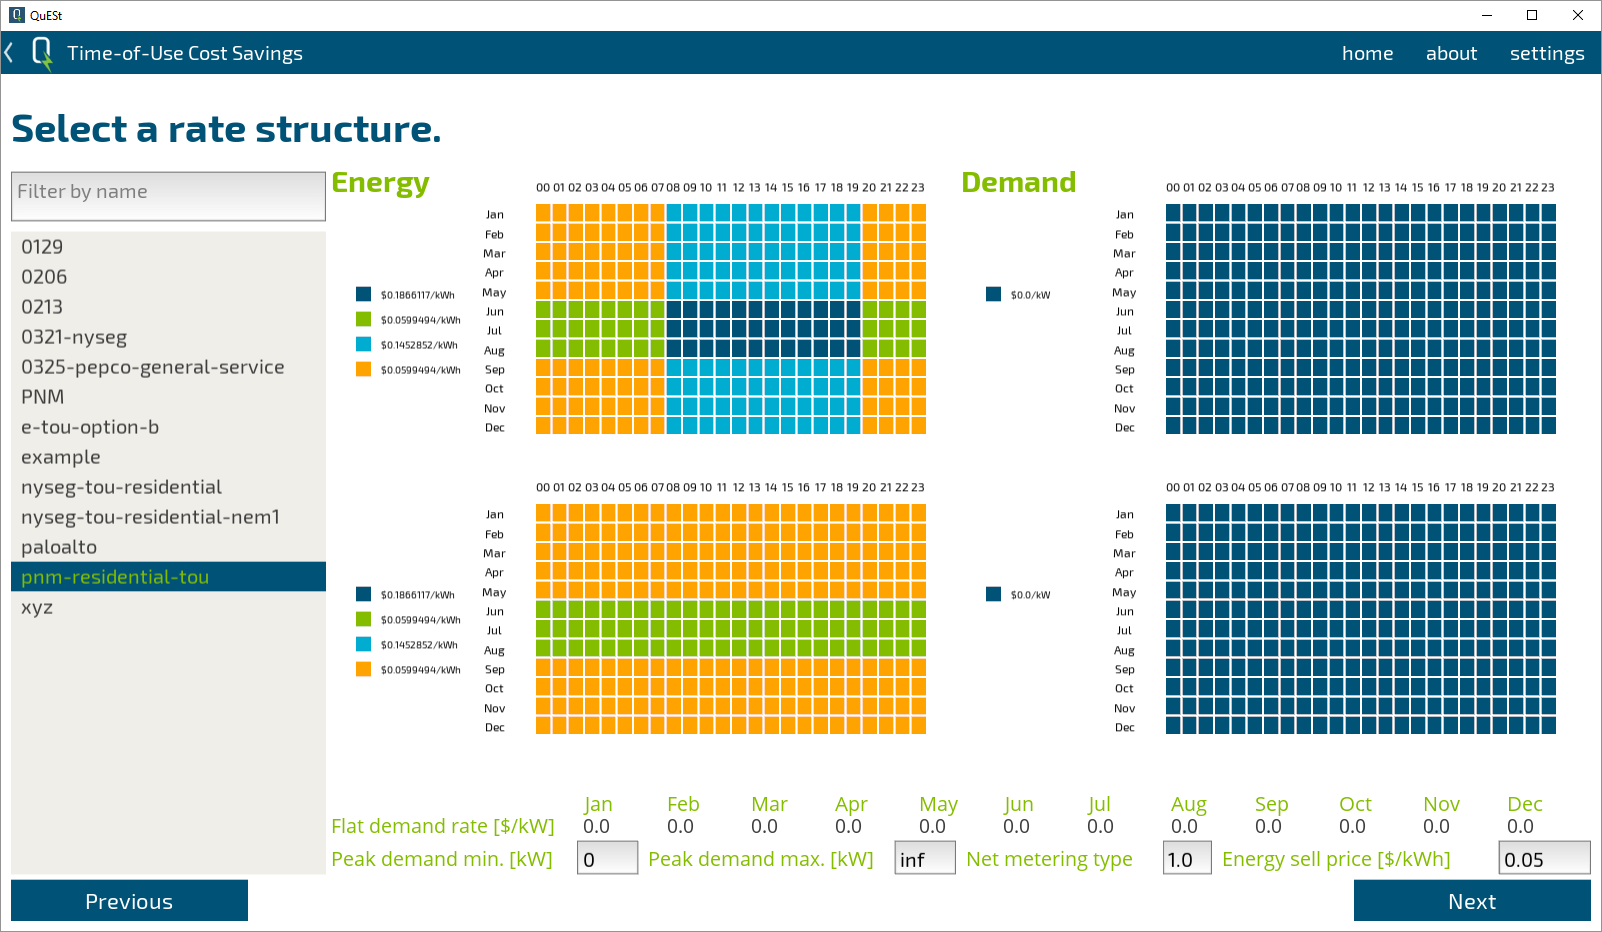 QuESt
Time-of-Use Cost Savings
home about settings
Select a rate structure.
Filter by name
0129
0206
0213
0321-nyseg
0325-pepco-general-service
PNM
e-tou-option-b
example
nyseg-tou-residential
nyseg-tou-residential-nem1
paloalto
pnm-residential-tou
xyz
Energy
00 01 02 03 04 05 06 07 08 09 10 11 12 13 14 15 16 17 18 19 20 21 22 23
Jan
Feb
Mar
Apr
May
Jun
Jul
Aug
Sep
Oct
Nov
Dec
$0.1866117/kWh
$0.0599494/kWh
$0.1452852/kWh
$0.0599494/kWh
Demand
00 01 02 03 04 05 06 07 08 09 10 11 12 13 14 15 16 17 18 19 20 21 22 23
Jan
Feb
Mar
Apr
May
Jun
Jul
Aug
Sep
Oct
Nov
Dec
$0.0/kW
00 01 02 03 04 05 06 07 08 09 10 11 12 13 14 15 16 17 18 19 20 21 22 23
Jan
Feb
Mar
Apr
May
Jun
Jul
Aug
Sep
Oct
Nov
Dec
$0.1866117/kWh
$0.0599494/kWh
$0.1452852/kWh
$0.0599494/kWh
00 01 02 03 04 05 06 07 08 09 10 11 12 13 14 15 16 17 18 19 20 21 22 23
Jan
Feb
Mar
Apr
May
Jun
Jul
Aug
Sep
Oct
Nov
Dec
$0.0/kW
Jan Feb Mar Apr May Jun Jul Aug Sep Oct Nov Dec
Flat demand rate [$/kW] 0.0 0.0 0.0 0.0 0.0 0.0 0.0 0.0 0.0 0.0 0.0 0.0
Peak demand min. [kW] 0 Peak demand max. [kW] inf Net metering type 1.0 Energy sell price [$/kWh] 0.05
Previous Next